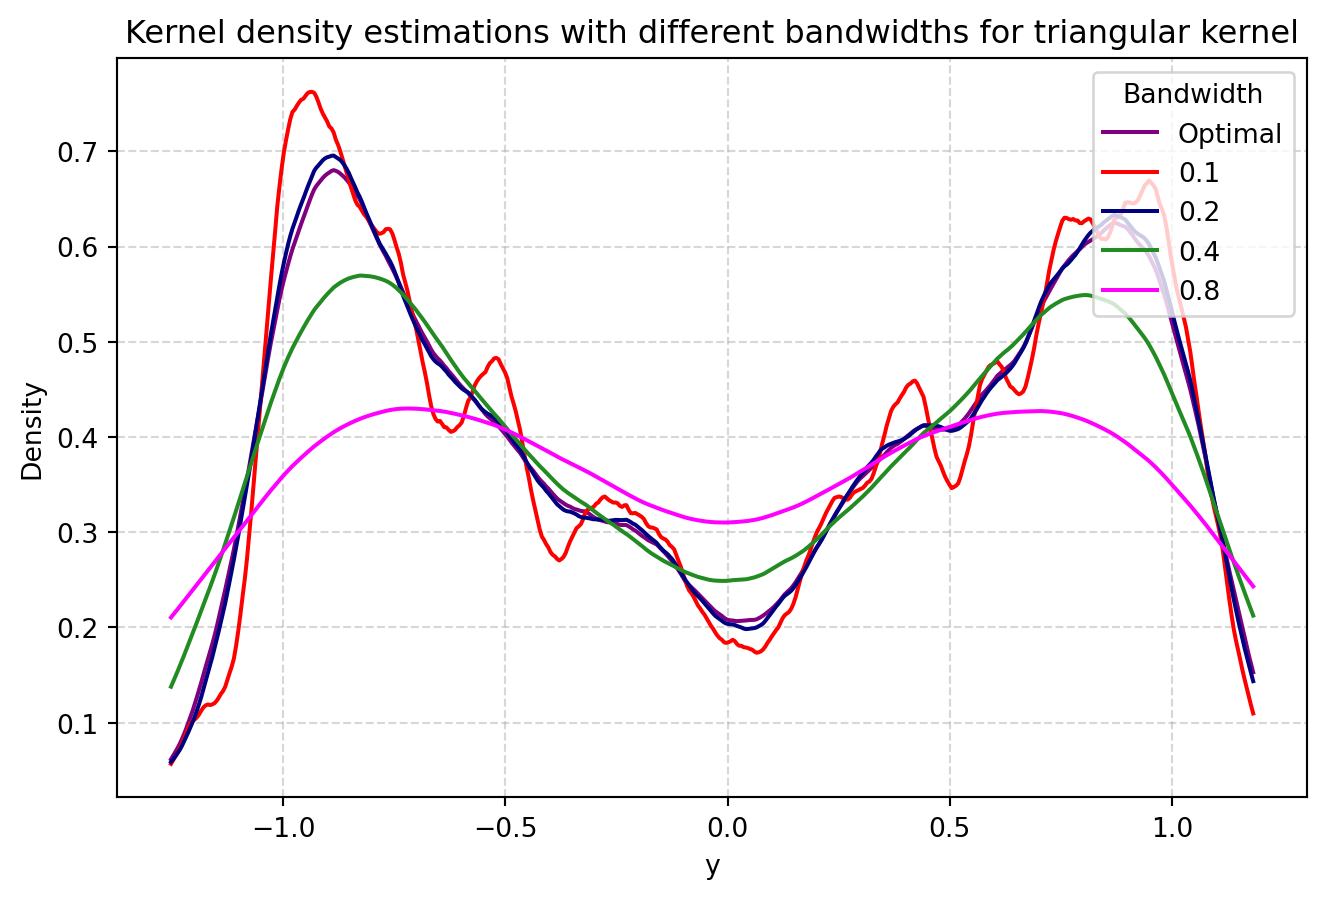 Kernel density estimations with different bandwidths for triangular kernel
Bandwidth
Optimal
0.1
0.2
0.4
0.8
Density
0.7
0.6
0.5
0.4
0.3
0.2
0.1
−1.0 −0.5 0.0 0.5 1.0
y